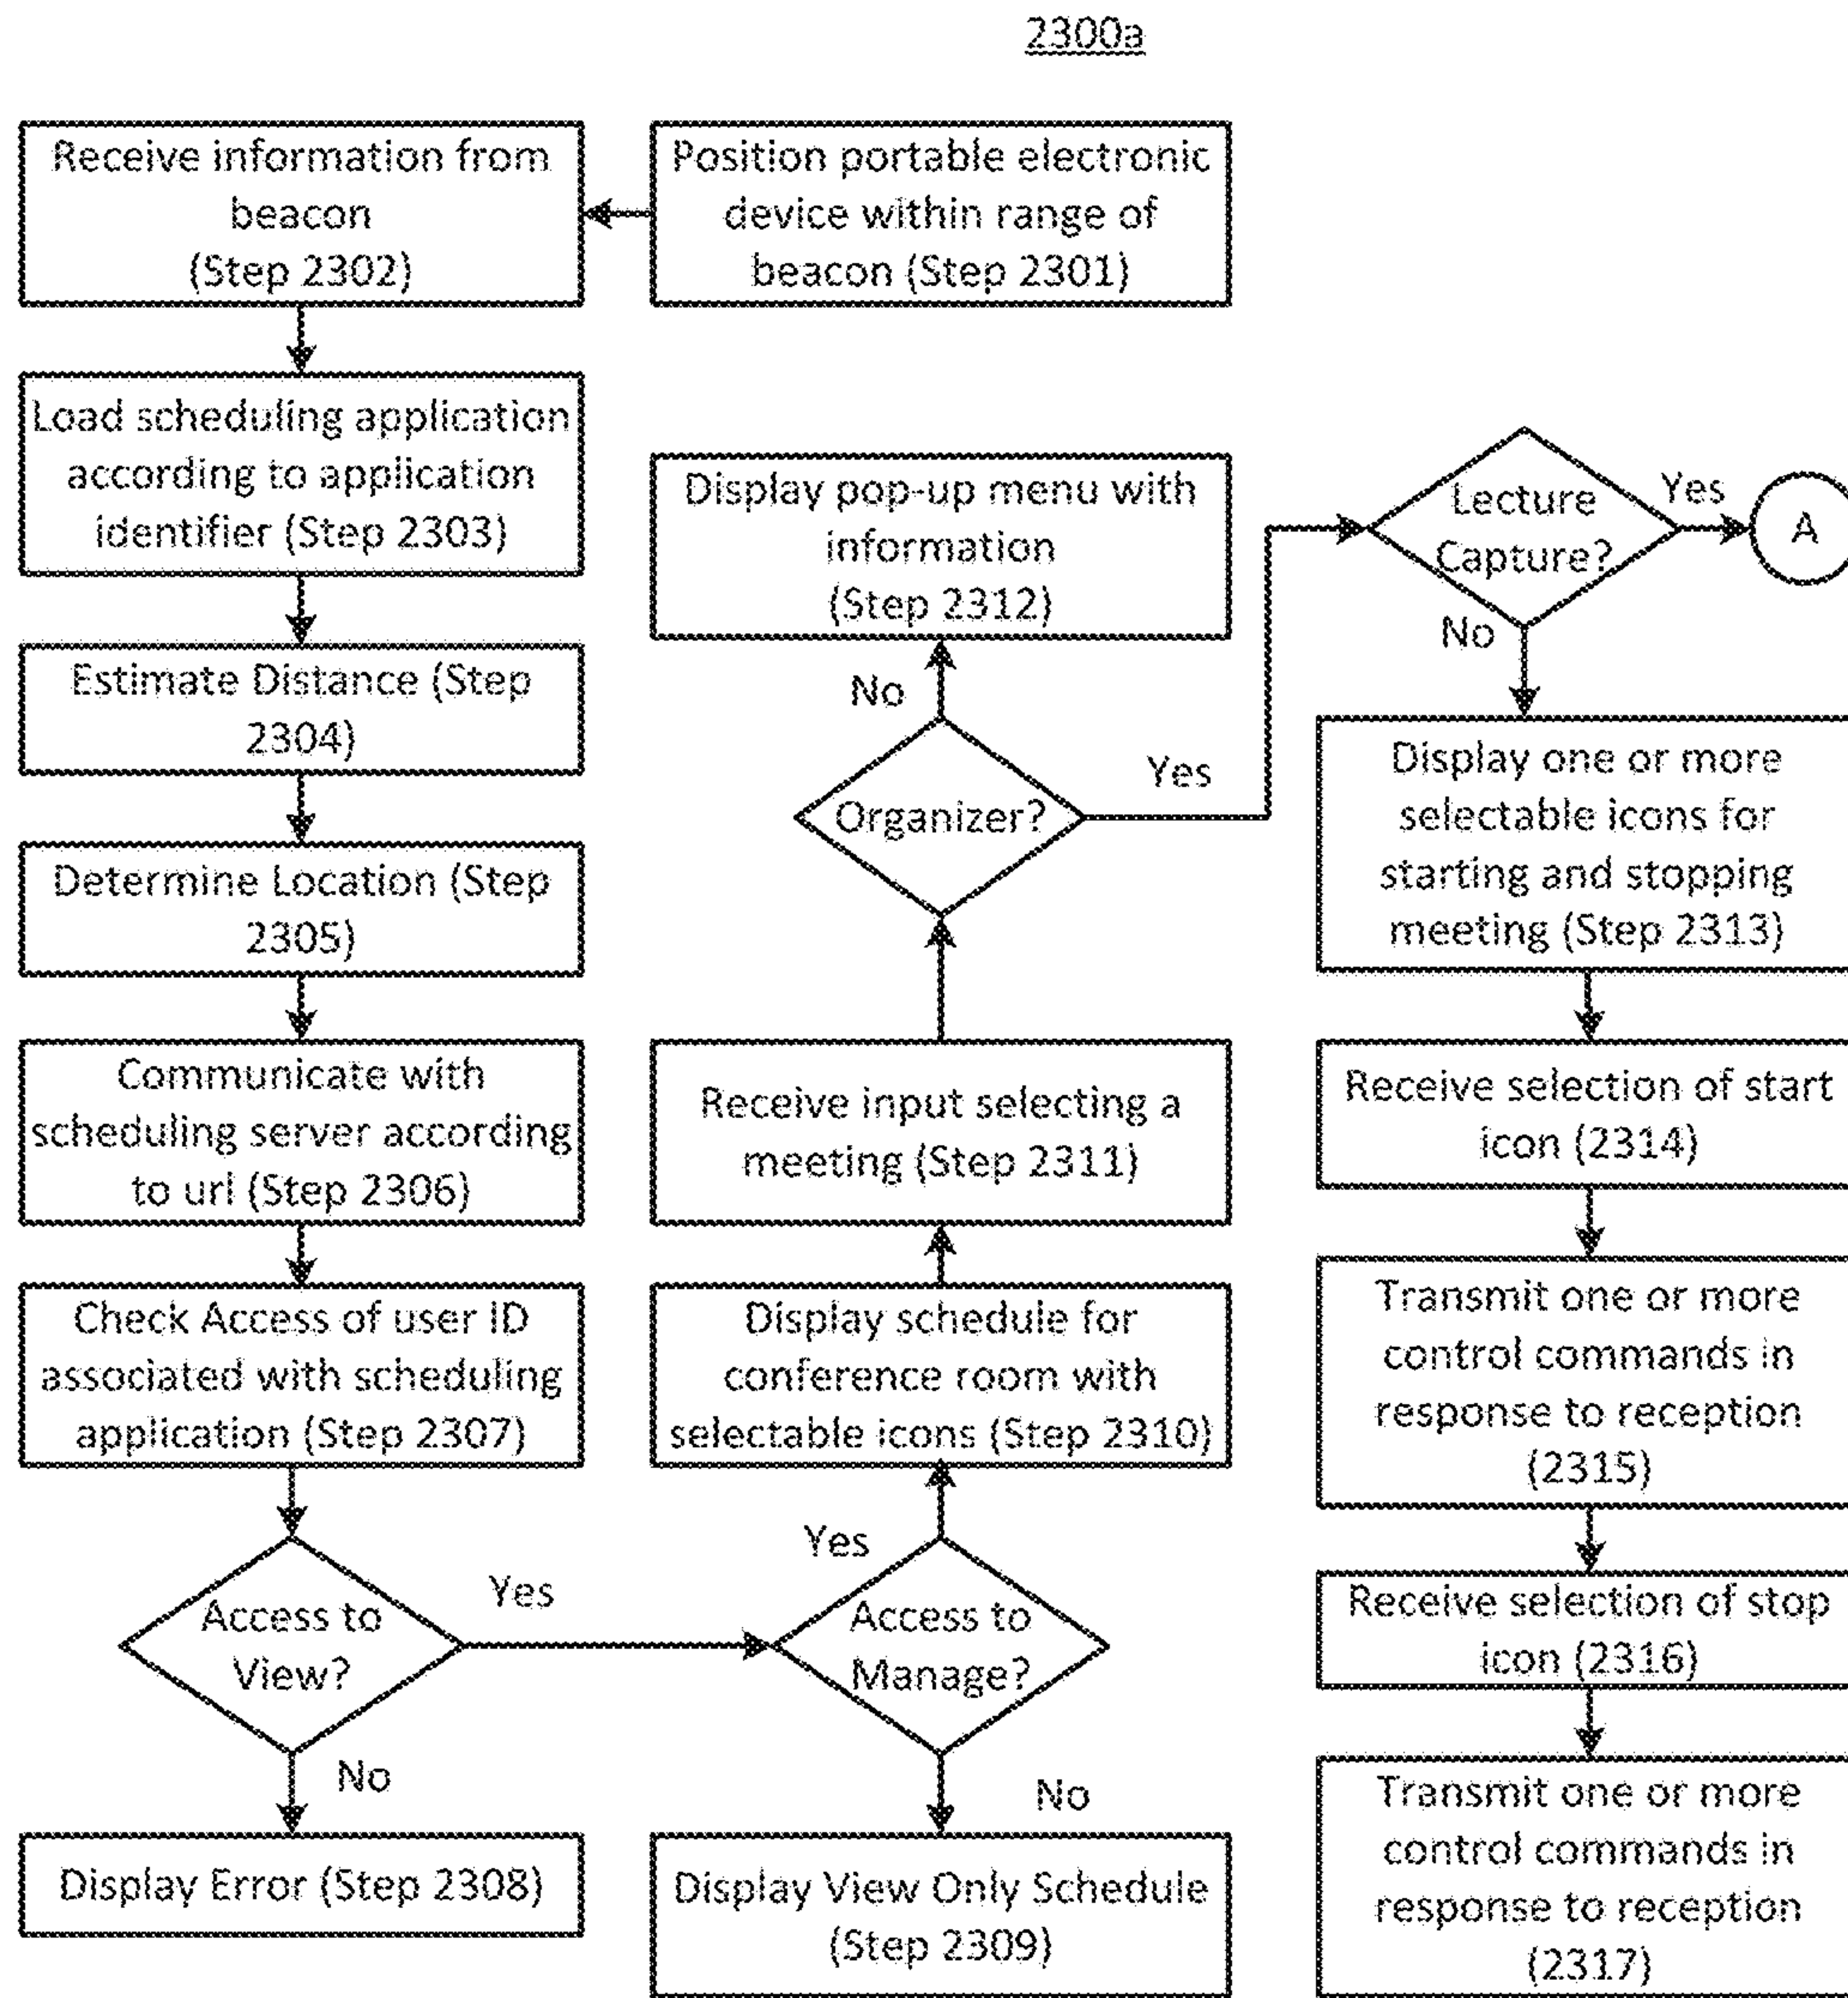 2300a
Receive information from
beacon
(Step 2302)
Position portable electronic
device within range of
beacon (Step 2301)
Load scheduling application
according to application
identifier (Step 2303)
Estimate Distance (Step
2304)
Determine Location (Step
2305)
Communicate with
scheduling server according
to url (Step 2306)
Check Access of user ID
associated with scheduling
application (Step 2307)
Access to
View?
Yes
No
Display Error (Step 2308)
Access to
Manage?
Yes
No
Display View Only Schedule
(Step 2309)
Display schedule for
conference room with
selectable icons (Step 2310)
Receive input selecting a
meeting (Step 2311)
Organizer?
No
Yes
Display pop-up menu with
information
(Step 2312)
Lecture
Capture?
Yes
A
No
Display one or more
selectable icons for
starting and stopping
meeting (Step 2313)
Receive selection of start
icon (2314)
Transmit one or more
control commands in
response to reception
(2315)
Receive selection of stop
icon (2316)
Transmit one or more
control commands in
response to reception
(2317)